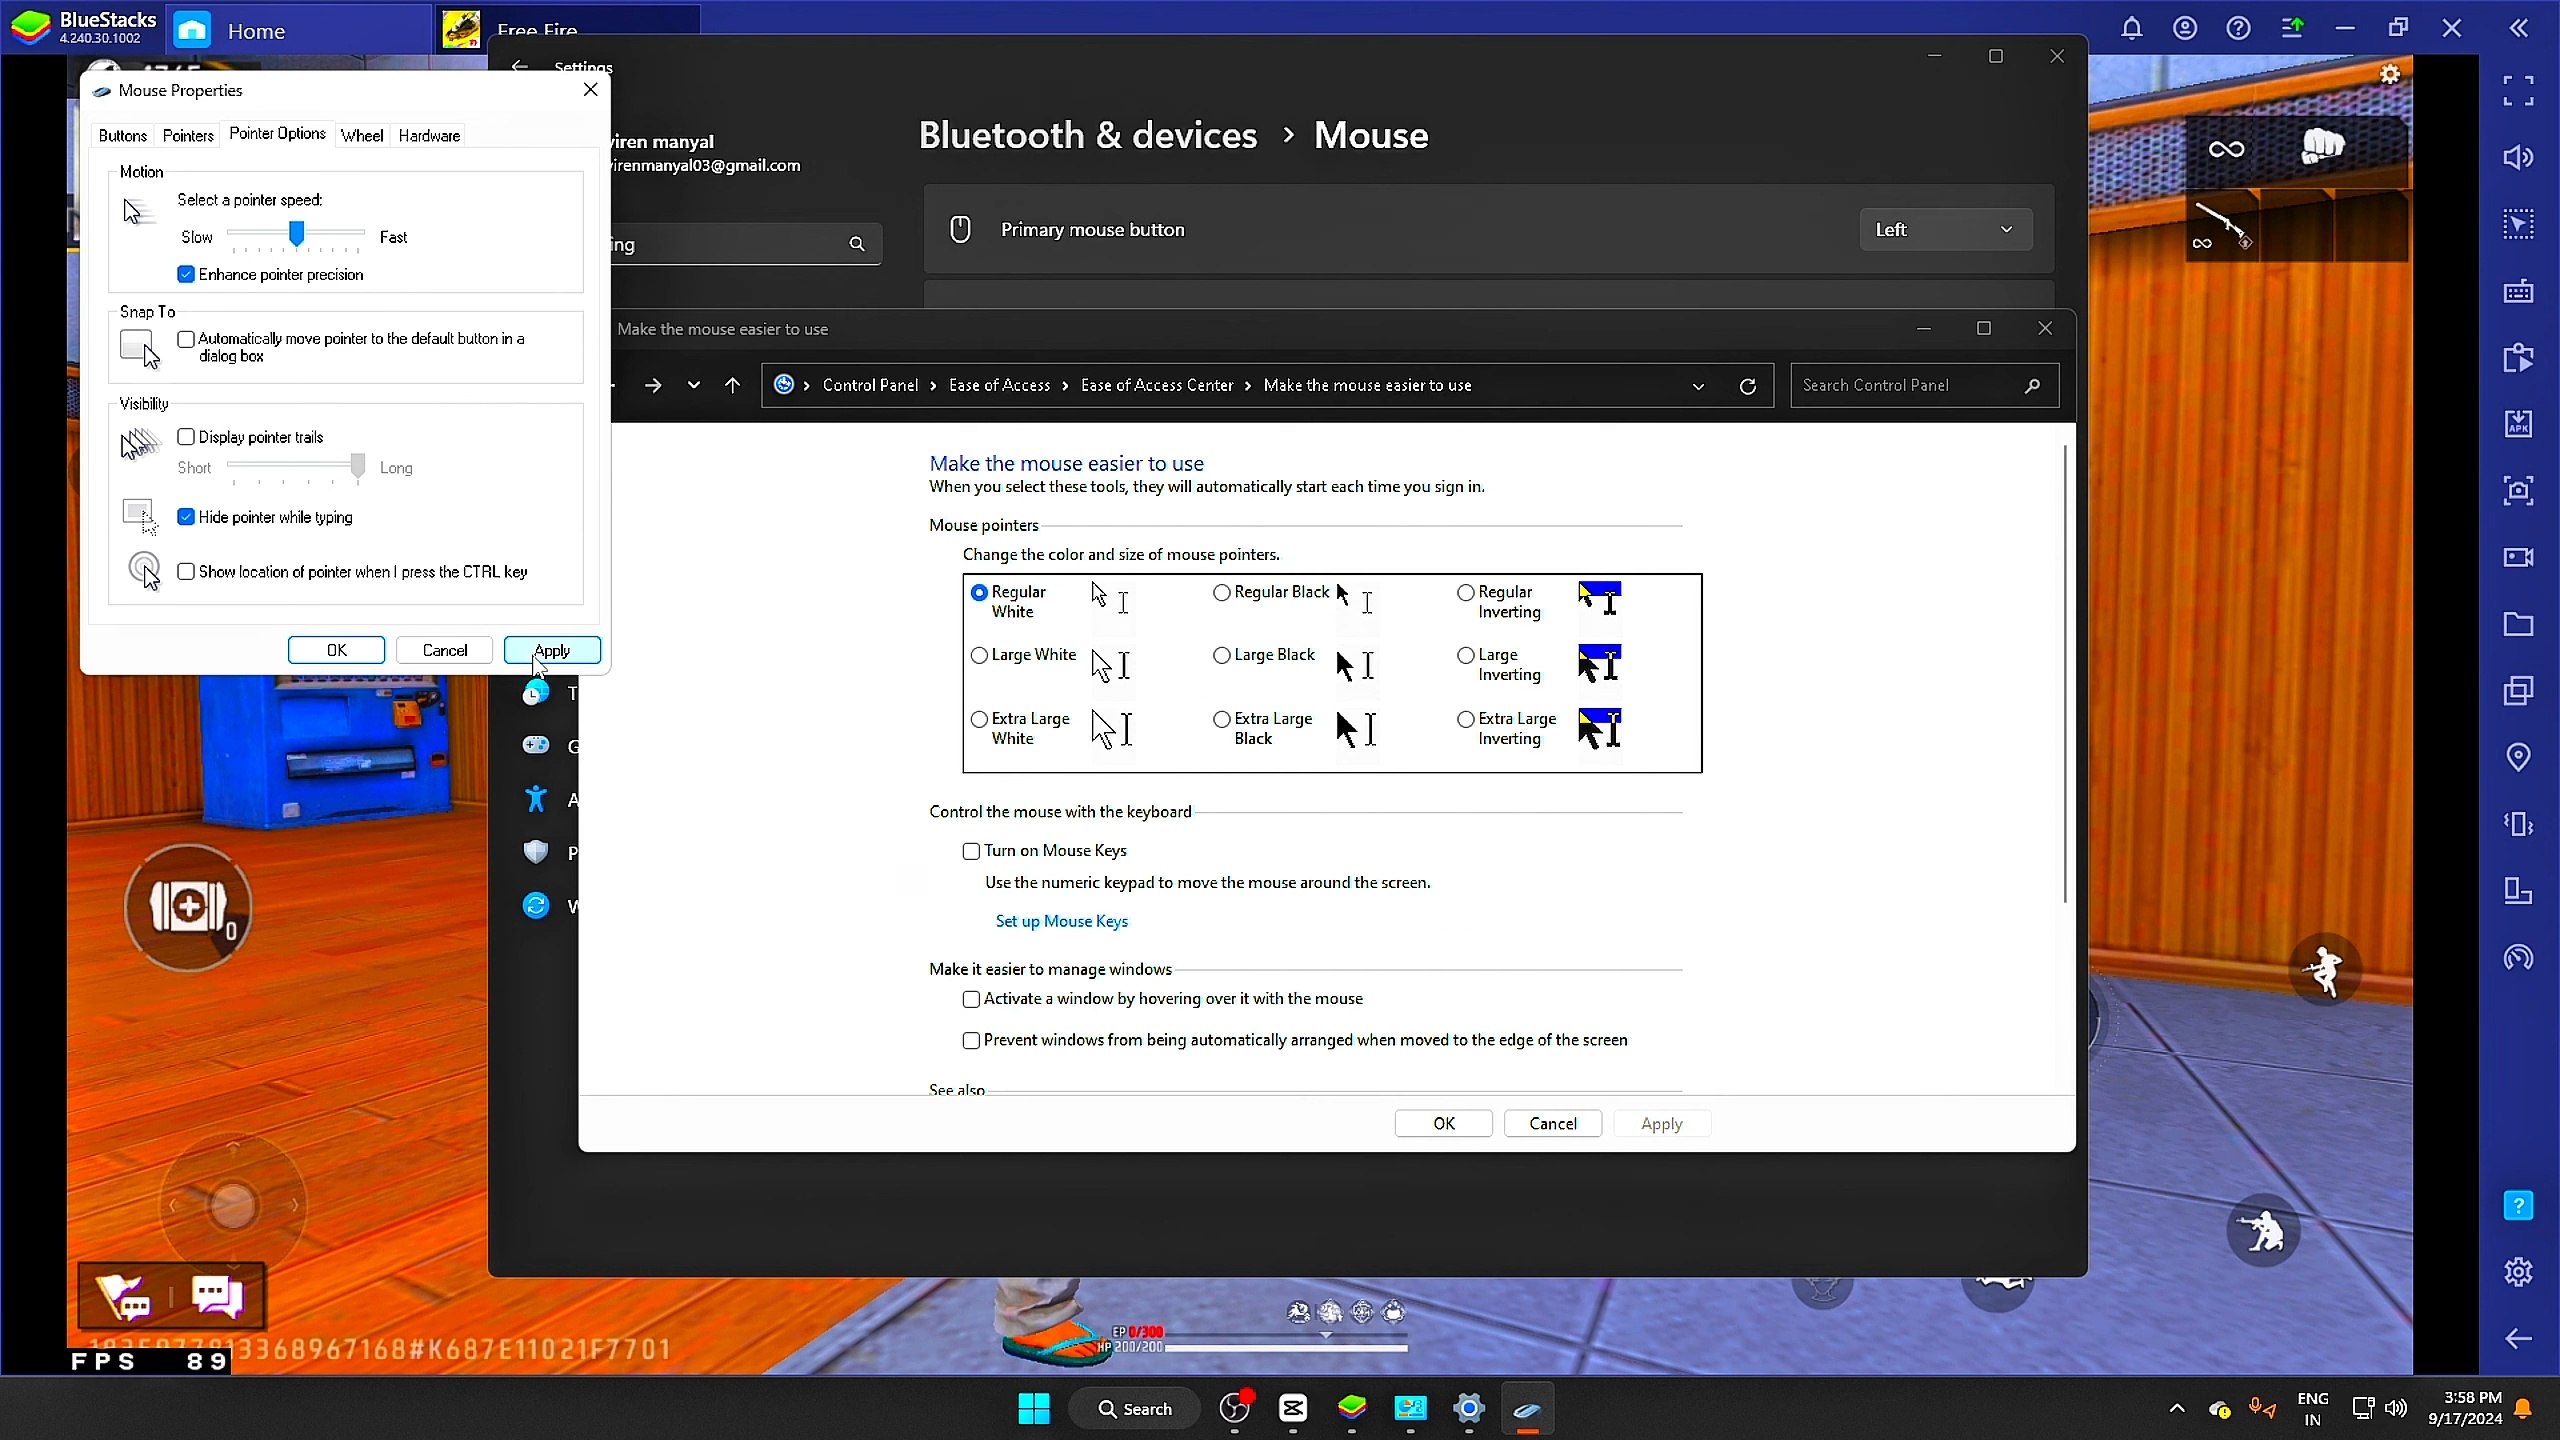 BlueStacks
4.240.30.1002
Home
Free Fire
Settings
Mouse Properties
Buttons
Pointers
Pointer Options
Wheel
Hardware
Motion
Select a pointer speed:
Slow
Fast
Enhance pointer precision
Snap To
Automatically move pointer to the default button in a
dialog box
Visibility
Display pointer trails
Short
Long
Hide pointer while typing
Show location of pointer when I press the CTRL key
OK
Cancel
Apply
viren manyal
virenmanyal03@gmail.com
ing
Bluetooth & devices > Mouse
Primary mouse button
Left
Make the mouse easier to use
Control Panel > Ease of Access > Ease of Access Center > Make the mouse easier to use
Search Control Panel
Make the mouse easier to use
When you select these tools, they will automatically start each time you sign in.
Mouse pointers
Change the color and size of mouse pointers.
Regular
White
Regular Black
Regular
Inverting
Large White
Large Black
Large
Inverting
Extra Large
White
Extra Large
Black
Extra Large
Inverting
Control the mouse with the keyboard
Turn on Mouse Keys
Use the numeric keypad to move the mouse around the screen.
Set up Mouse Keys
Make it easier to manage windows
Activate a window by hovering over it with the mouse
Prevent windows from being automatically arranged when moved to the edge of the screen
See also
OK
Cancel
Apply
T
G
A
P
W
APK
0
EP 0/300
HP 200/200
FPS 89
Search
ENG
IN
3:58 PM
9/17/2024